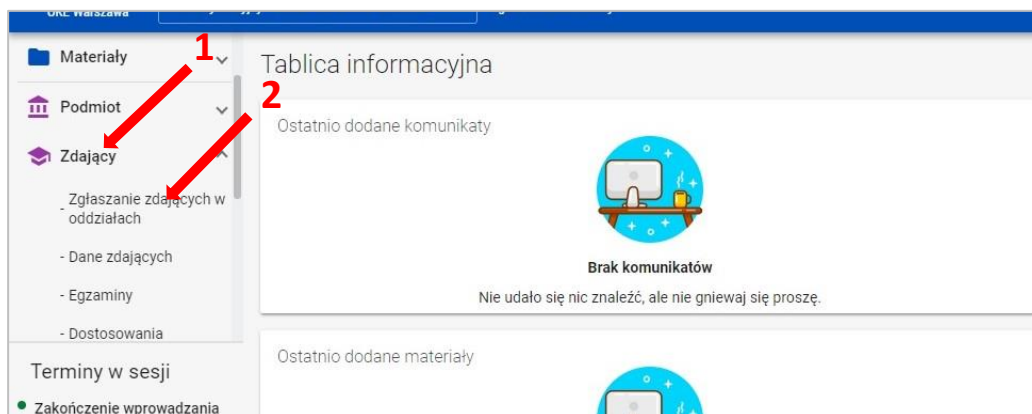 OKE Warszawa
Materiały
1
Tablica informacyjna
Podmiot
2
Ostatnio dodane komunikaty
Zdający
- Zgłaszanie zdających w
oddziałach
- Dane zdających
Brak komunikatów
- Egzaminy
Nie udało się nic znaleźć, ale nie gniewaj się proszę.
- Dostosowania
Ostatnio dodane materiały
Terminy w sesji
Zakończenie wprowadzania